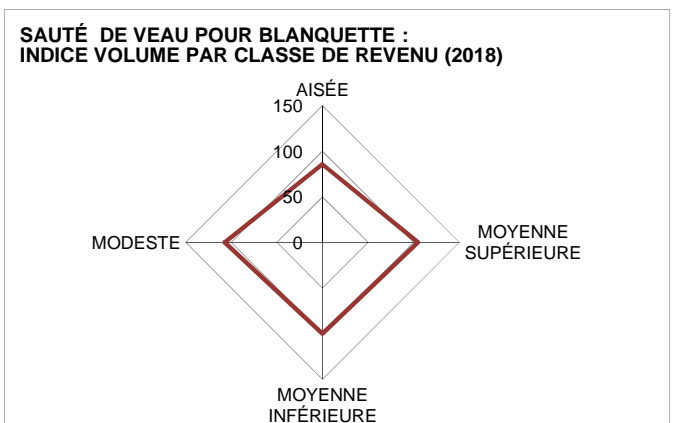 SAUTÉ DE VEAU POUR BLANQUETTE :
INDICE VOLUME PAR CLASSE DE REVENU (2018)
AISÉE
150
100
50
MODESTE
0
MOYENNE
SUPÉRIEURE
MOYENNE
INFÉRIEURE